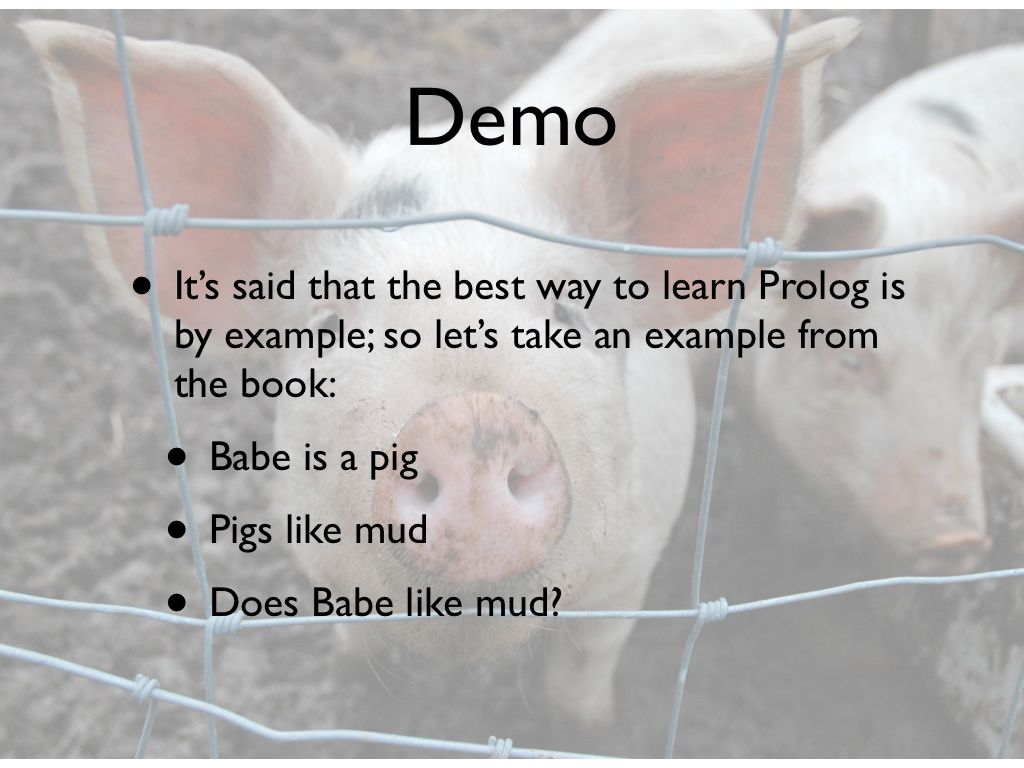 Demo
• It’s said that the best way to learn Prolog is
by example; so let’s take an example from
the book:
• Babe is a pig
• Pigs like mud
• Does Babe like mud?